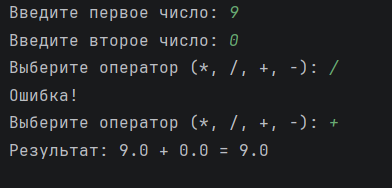 Введите первое число: 9
Введите второе число: 0
Выберите оператор (*, /, +, -): /
Ошибка!
Выберите оператор (*, /, +, -): +
Результат: 9.0 + 0.0 = 9.0